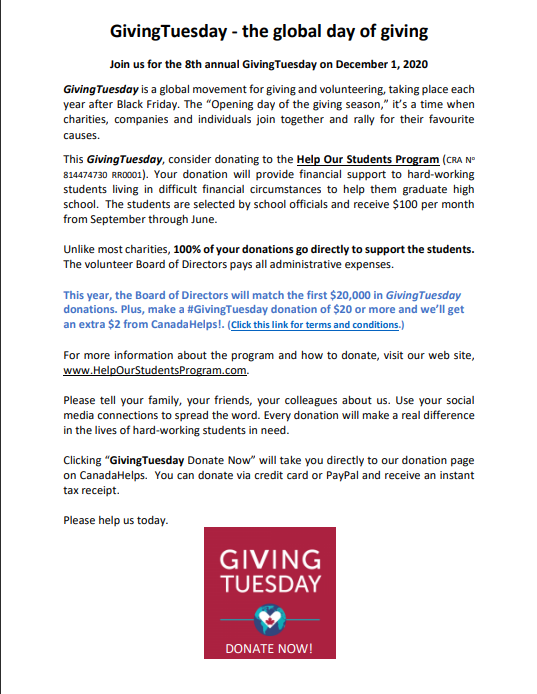 GivingTuesday - the global day of giving
Join us for the 8th annual GivingTuesday on December 1, 2020
GivingTuesday is a global movement for giving and volunteering, taking place each
year after Black Friday. The “Opening day of the giving season,” it’s a time when
charities, companies and individuals join together and rally for their favourite
causes.
This GivingTuesday, consider donating to the Help Our Students Program (CRA Nº
814474730 RR0001). Your donation will provide financial support to hard-working
students living in difficult financial circumstances to help them graduate high
school. The students are selected by school officials and receive $100 per month
from September through June.
Unlike most charities, 100% of your donations go directly to support the students.
The volunteer Board of Directors pays all administrative expenses.
This year, the Board of Directors will match the first $20,000 in GivingTuesday
donations. Plus, make a #GivingTuesday donation of $20 or more and we’ll get
an extra $2 from CanadaHelps!. (Click this link for terms and conditions.)
For more information about the program and how to donate, visit our web site,
www.HelpOurStudentsProgram.com.
Please tell your family, your friends, your colleagues about us. Use your social
media connections to spread the word. Every donation will make a real difference
in the lives of hard-working students in need.
Clicking “GivingTuesday Donate Now” will take you directly to our donation page
on CanadaHelps. You can donate via credit card or PayPal and receive an instant
tax receipt.
Please help us today.
GIVING
TUESDAY
DONATE NOW!